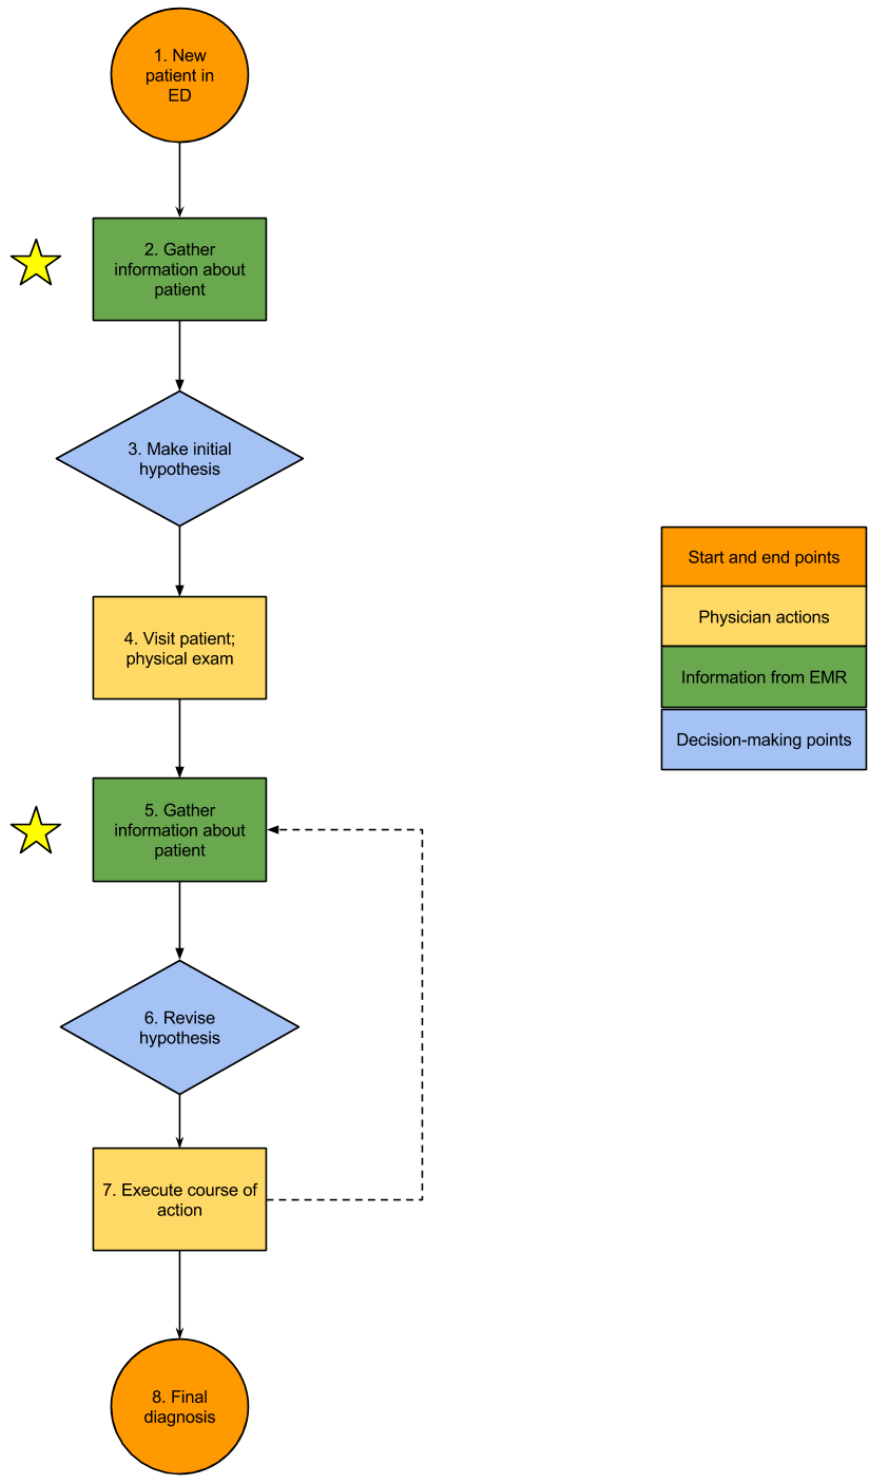 1. New
patient in
ED
2. Gather
information about
patient
3. Make initial
hypothesis
4. Visit patient;
physical exam
5. Gather
information about
patient
6. Revise
hypothesis
7. Execute course of
action
8. Final
diagnosis
Start and end points
Physician actions
Information from EMR
Decision-making points